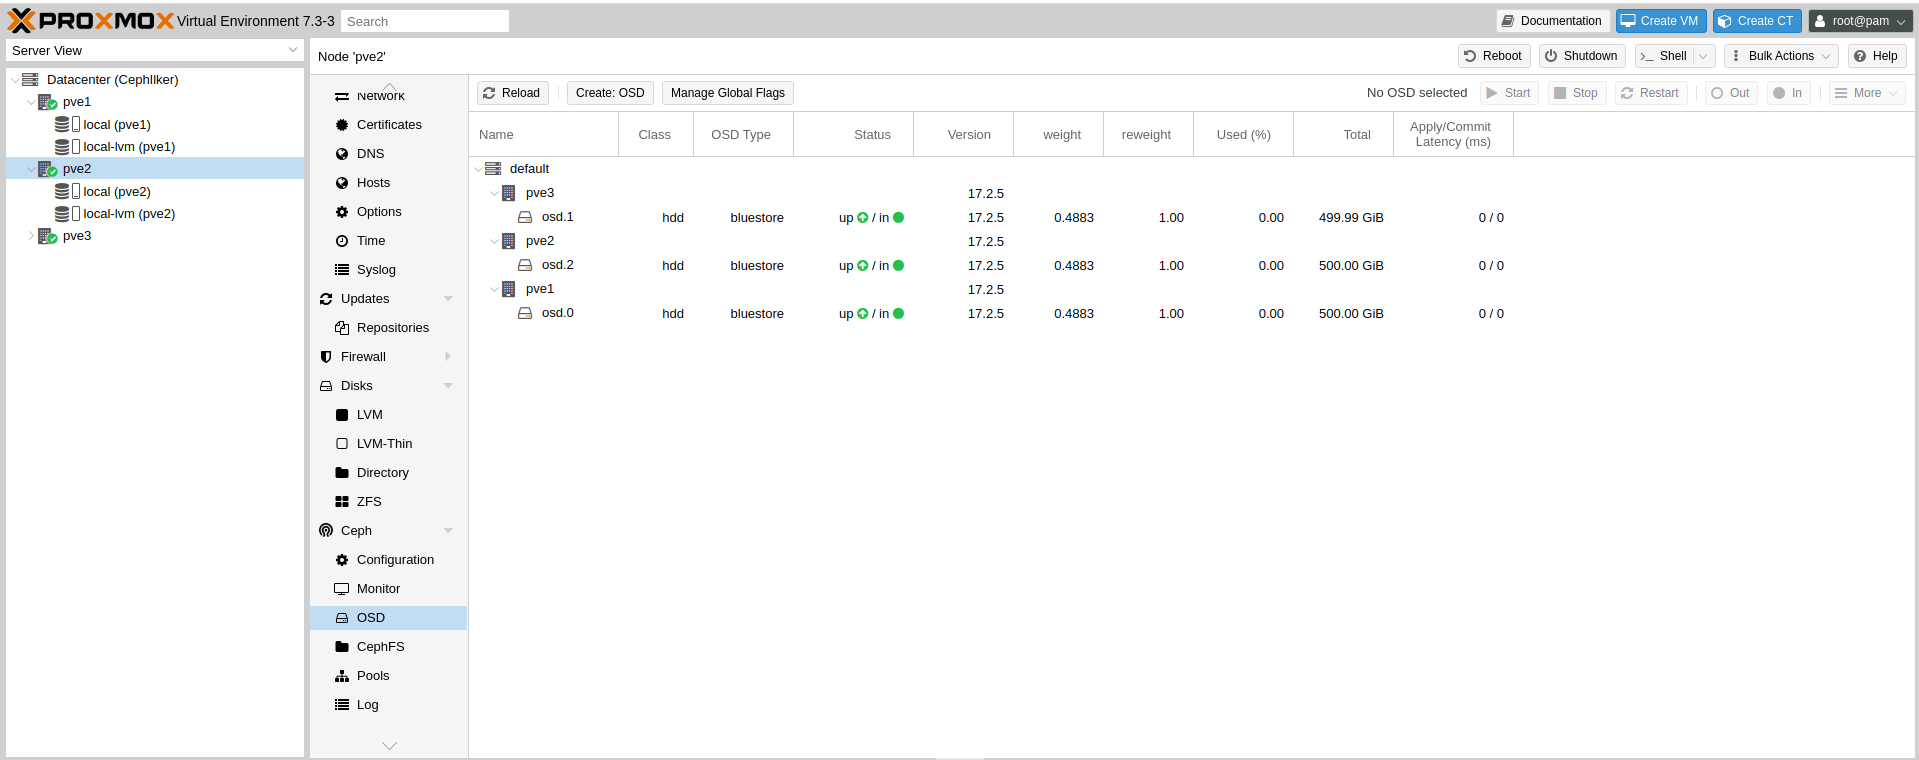 PROXMOX Virtual Environment 7.3-3 Search Documentation Create VM Create CT root@pam
Server View
Datacenter (CephIlker)
pve1
local (pve1)
local-lvm (pve1)
pve2
local (pve2)
local-lvm (pve2)
pve3
Node 'pve2' Reboot Shutdown >_ Shell Bulk Actions Help
Network
Certificates
DNS
Hosts
Options
Time
Syslog
Updates
Repositories
Firewall
Disks
LVM
LVM-Thin
Directory
ZFS
Ceph
Configuration
Monitor
OSD
CephFS
Pools
Log
Reload Create: OSD Manage Global Flags No OSD selected Start Stop Restart Out In More
Name Class OSD Type Status Version weight reweight Used (%) Total Apply/Commit
Latency (ms)
default
pve3 17.2.5
osd.1 hdd bluestore up / in 17.2.5 0.4883 1.00 0.00 499.99 GiB 0 / 0
pve2 17.2.5
osd.2 hdd bluestore up / in 17.2.5 0.4883 1.00 0.00 500.00 GiB 0 / 0
pve1 17.2.5
osd.0 hdd bluestore up / in 17.2.5 0.4883 1.00 0.00 500.00 GiB 0 / 0